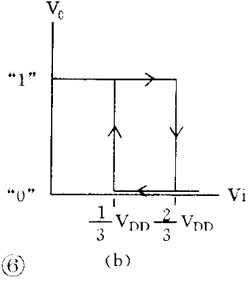 V₀
“1”
“0”
Vi
1/3 VDD 2/3 VDD
⑥
(b)